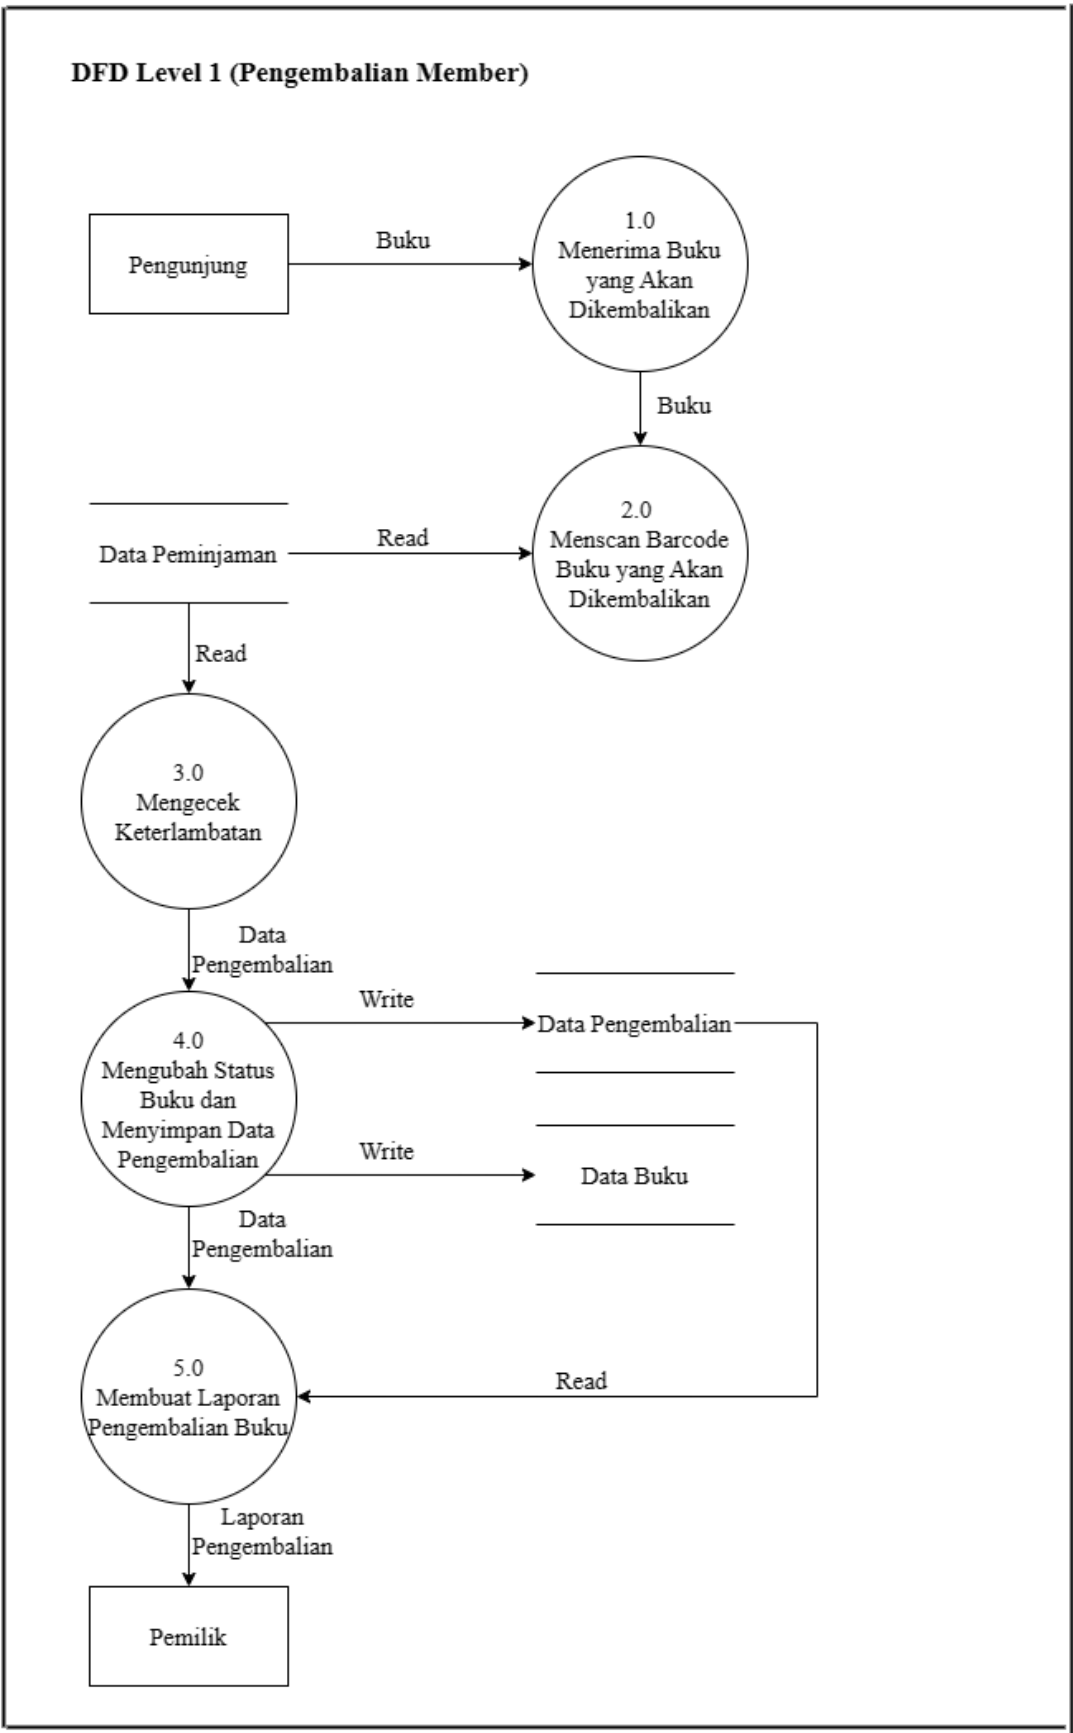 DFD Level 1 (Pengembalian Member)
Pengunjung
Buku
1.0
Menerima Buku
yang Akan
Dikembalikan
Buku
Data Peminjaman
Read
2.0
Menscan Barcode
Buku yang Akan
Dikembalikan
Read
3.0
Mengecek
Keterlambatan
Data
Pengembalian
4.0
Mengubah Status
Buku dan
Menyimpan Data
Pengembalian
Write
Data Pengembalian
Write
Data Buku
Data
Pengembalian
5.0
Membuat Laporan
Pengembalian Buku
Read
Laporan
Pengembalian
Pemilik